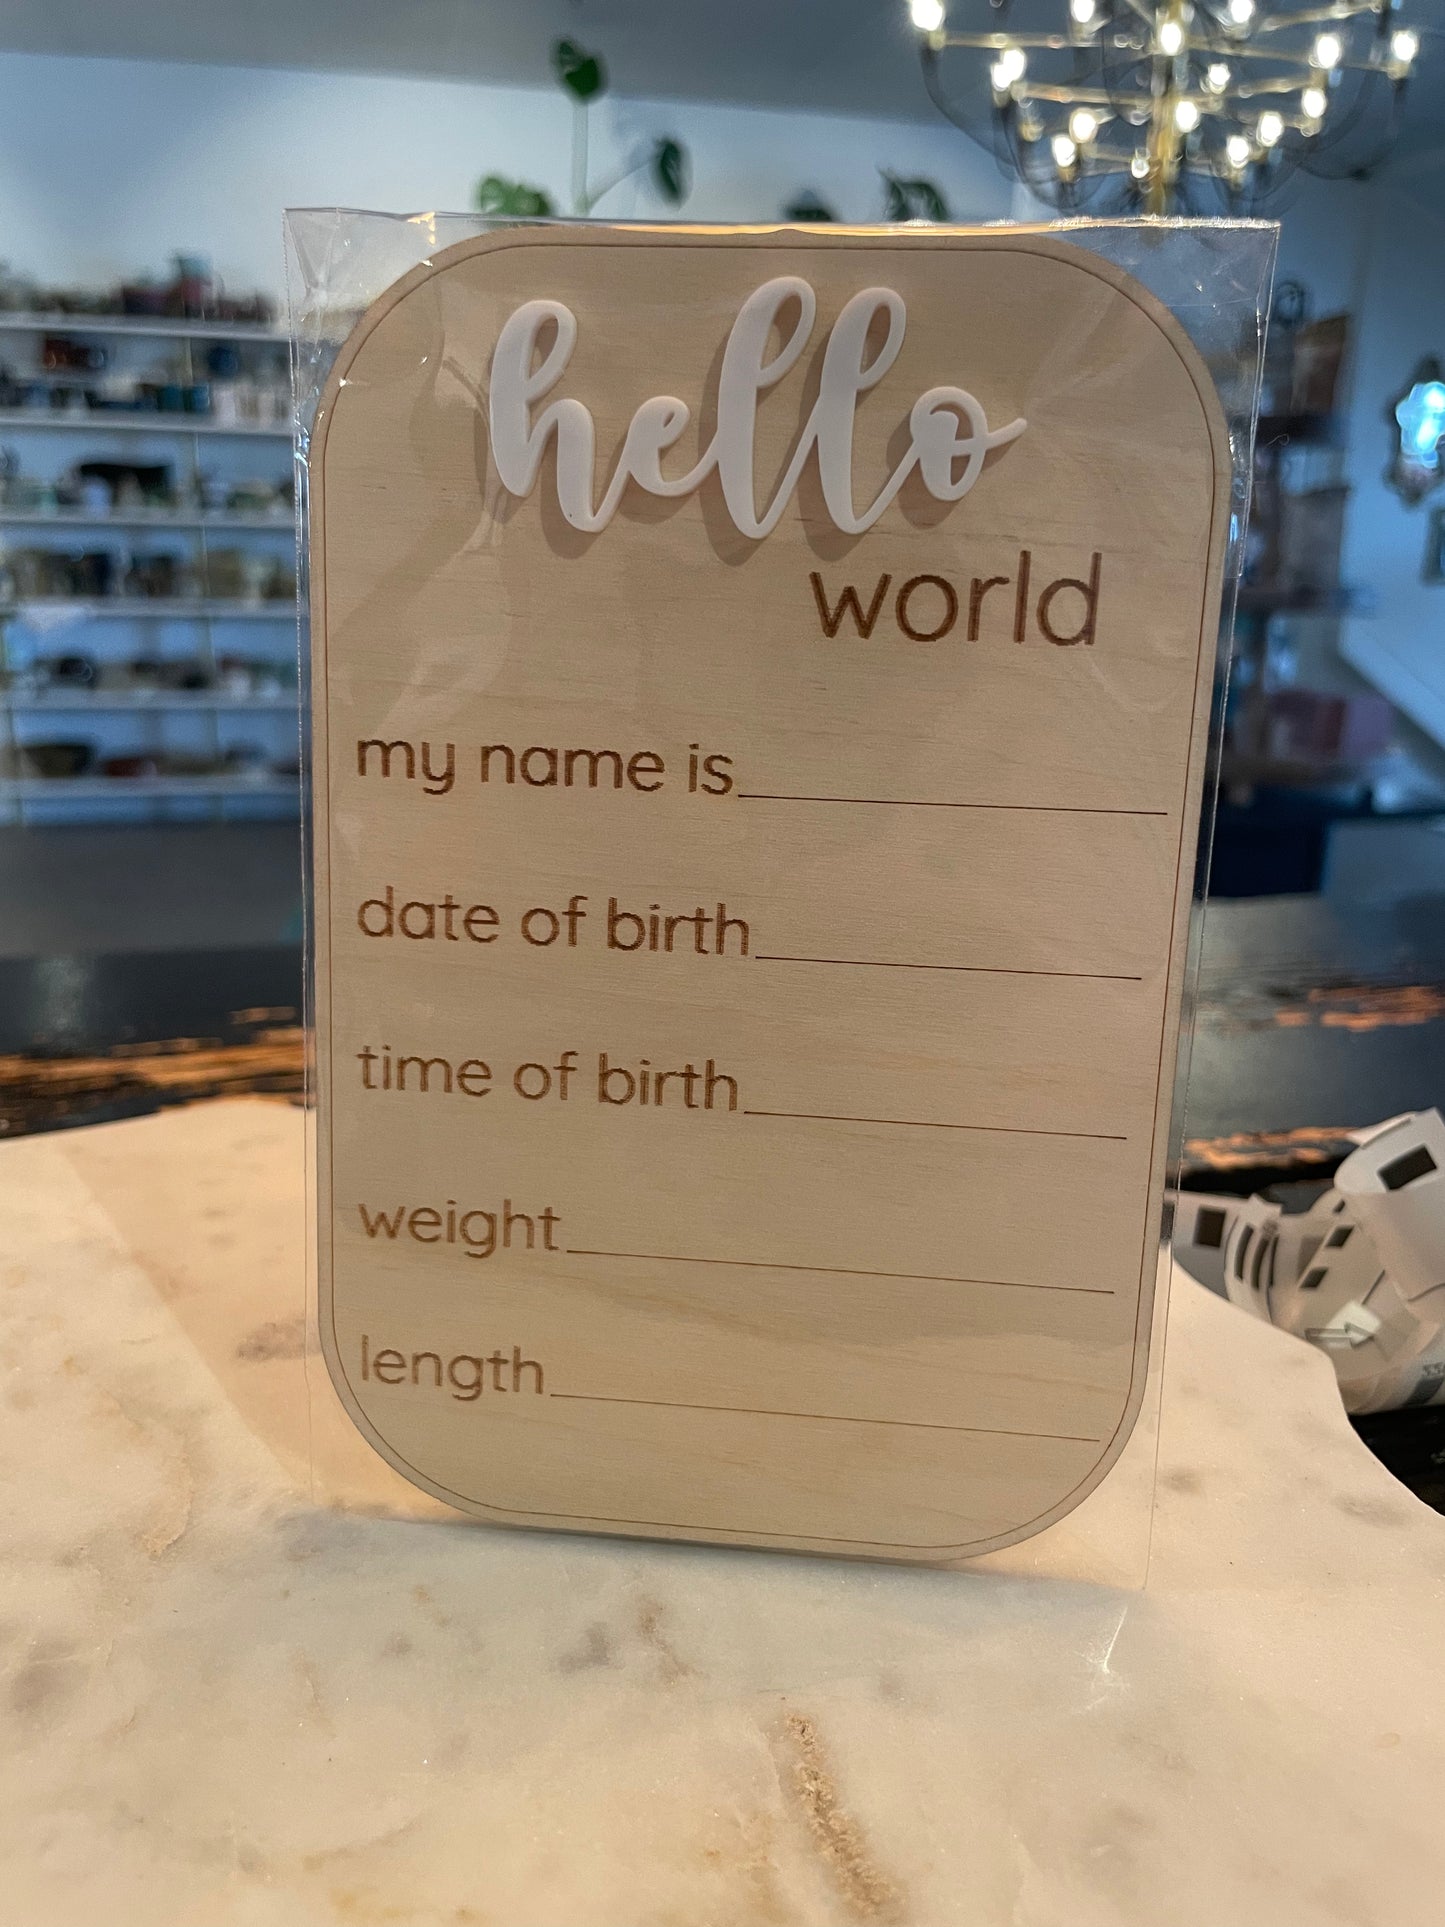 hello
world
my name is
date of birth
time of birth
weight
length